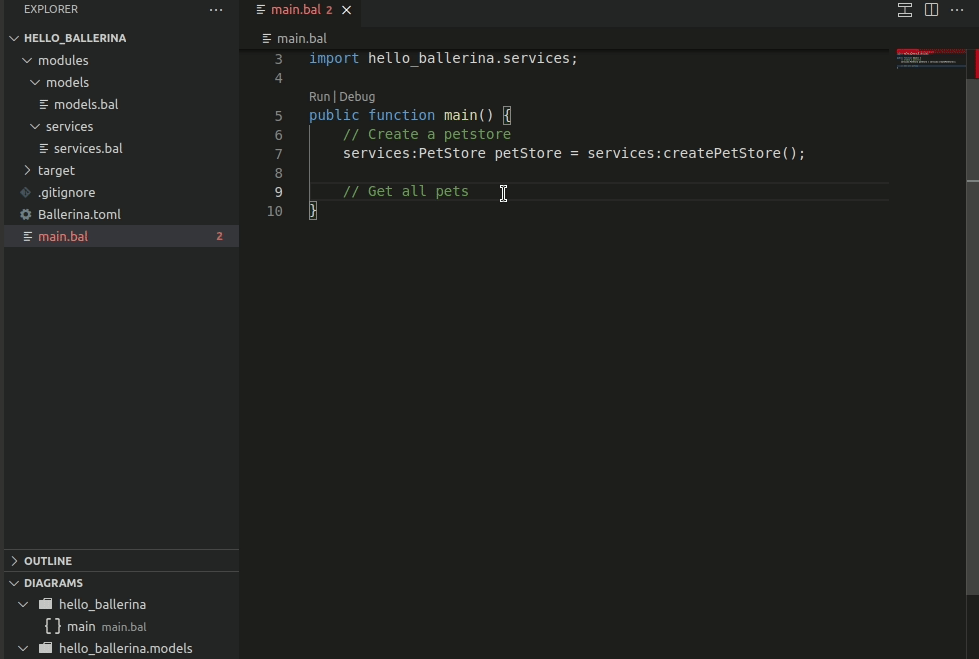 EXPLORER
HELLO_BALLERINA
modules
models
models.bal
services
services.bal
target
.gitignore
Ballerina.toml
main.bal 2
OUTLINE
DIAGRAMS
hello_ballerina
main main.bal
hello_ballerina.models
main.bal 2
main.bal
3 import hello_ballerina.services;
4
Run | Debug
5 public function main() {
6 // Create a petstore
7 services:PetStore petStore = services:createPetStore();
8
9 // Get all pets
10 }